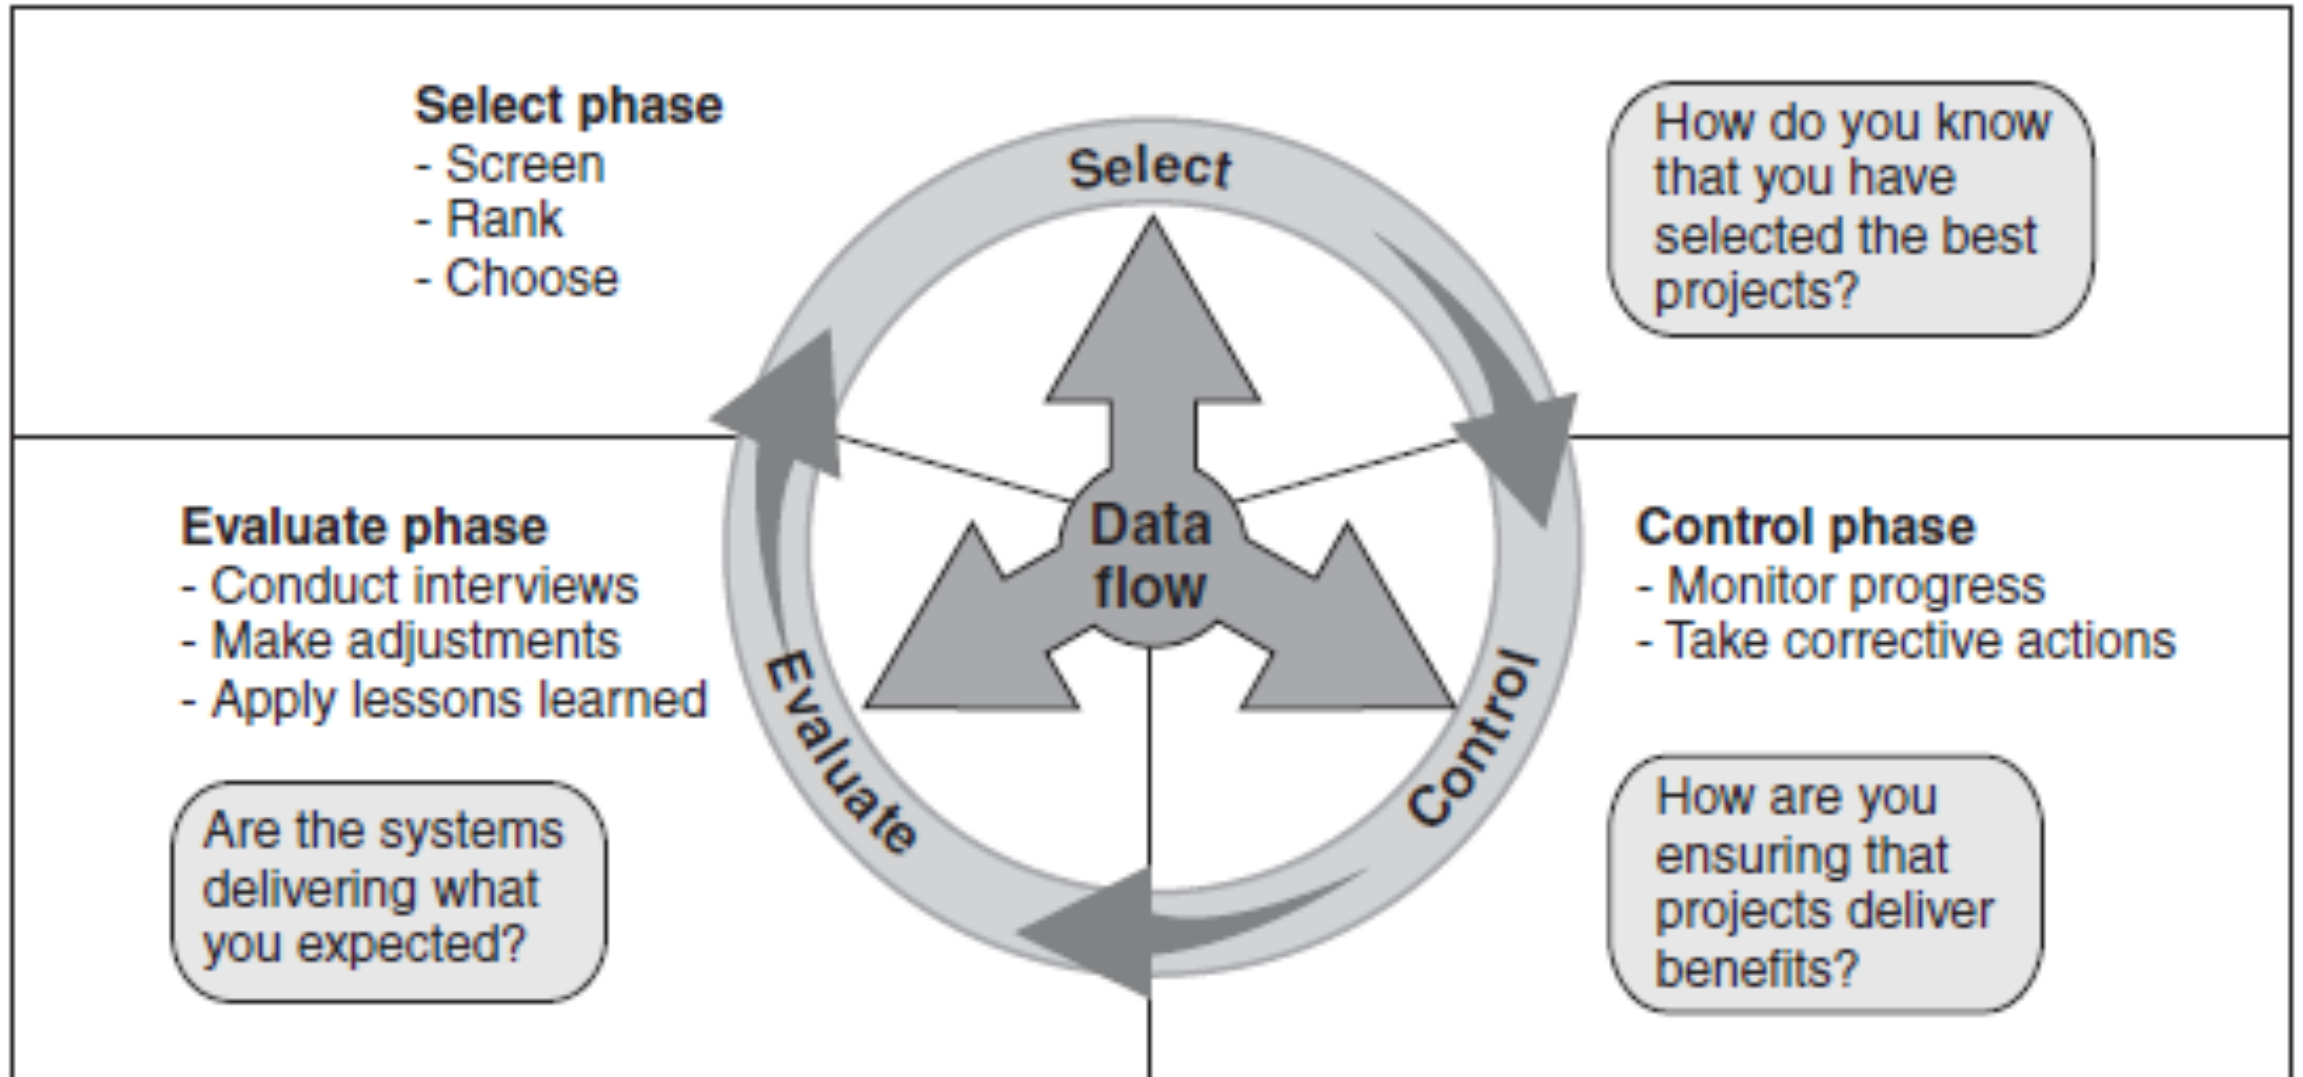 Select phase
- Screen
- Rank
- Choose
Select
How do you know
that you have
selected the best
projects?
Data
flow
Evaluate phase
- Conduct interviews
- Make adjustments
- Apply lessons learned
Are the systems
delivering what
you expected?
Evaluate
Control
Control phase
- Monitor progress
- Take corrective actions
How are you
ensuring that
projects deliver
benefits?